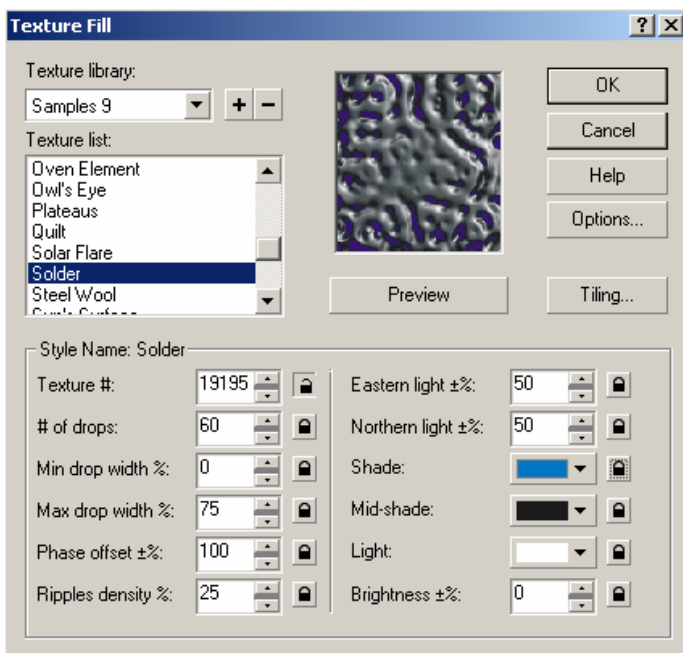 Texture Fill
Texture library:
Samples 9
Texture list:
Oven Element
Owl's Eye
Plateaus
Quilt
Solar Flare
Solder
Steel Wool
OK
Cancel
Help
Options...
Preview
Tiling...
Style Name: Solder
Texture #: 19195
# of drops: 60
Min drop width %: 0
Max drop width %: 75
Phase offset ±%: 100
Ripples density %: 25
Eastern light ±%: 50
Northern light ±%: 50
Shade:
Mid-shade:
Light:
Brightness ±%: 0